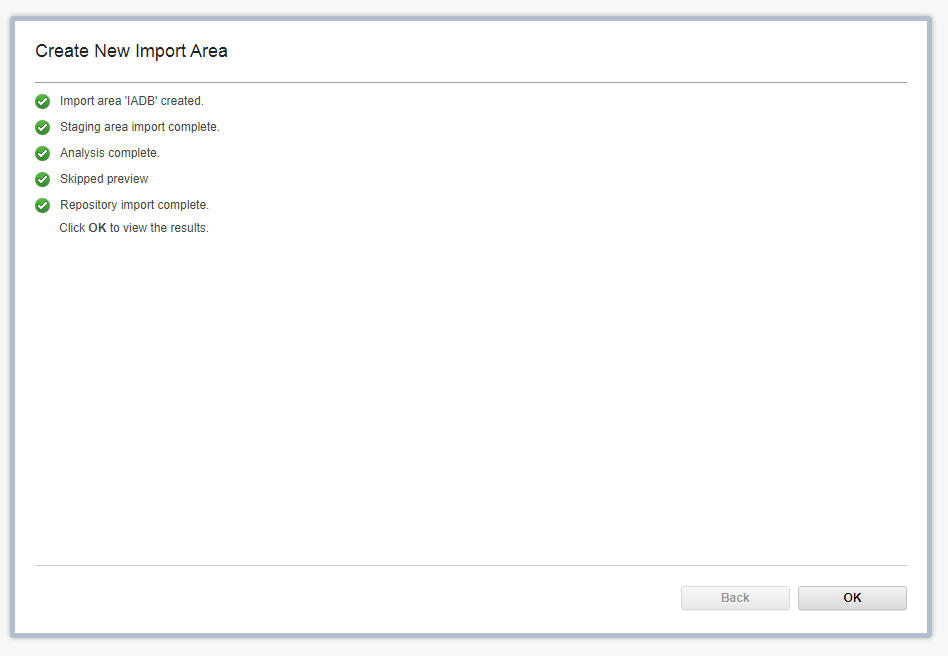 Create New Import Area
Import area 'IADB' created.
Staging area import complete.
Analysis complete.
Skipped preview
Repository import complete.
Click OK to view the results.
Back
OK